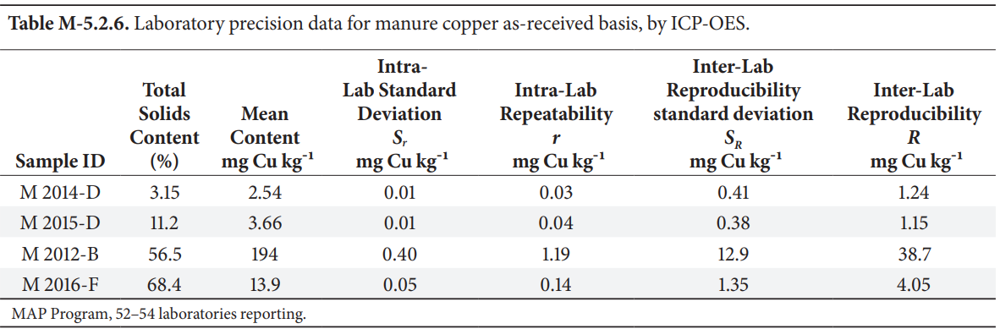 Table M-5.2.6. Laboratory precision data for manure copper as-received basis, by ICP-OES.
Sample ID
Total Solids Content (%)
Mean Content mg Cu kg⁻¹
Intra-Lab Standard Deviation Sr mg Cu kg⁻¹
Intra-Lab Repeatability r mg Cu kg⁻¹
Inter-Lab Reproducibility standard deviation SR mg Cu kg⁻¹
Inter-Lab Reproducibility R mg Cu kg⁻¹
M 2014-D 3.15 2.54 0.01 0.03 0.41 1.24
M 2015-D 11.2 3.66 0.01 0.04 0.38 1.15
M 2012-B 56.5 194 0.40 1.19 12.9 38.7
M 2016-F 68.4 13.9 0.05 0.14 1.35 4.05
MAP Program, 52–54 laboratories reporting.